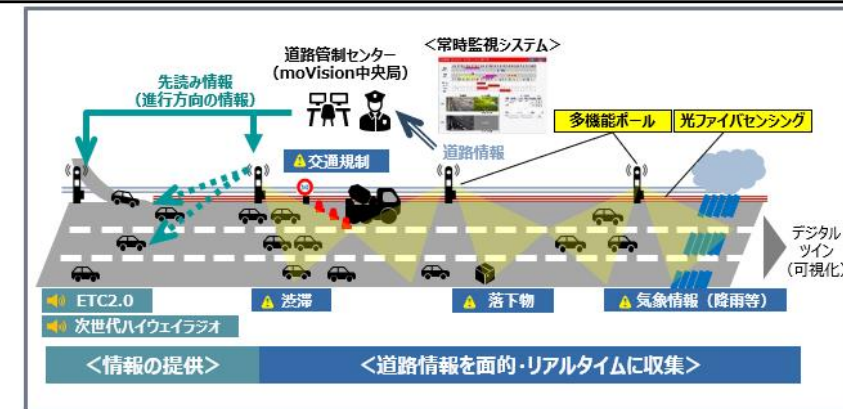 <常時監視システム>
道路管制センター
(moVision中央局)
先読み情報
(進行方向の情報)
多機能ポール
光ファイバセンシング
道路情報
交通規制
デジタル
ツイン
(可視化)
ETC2.0
渋滞
落下物
気象情報(降雨等)
次世代ハイウェイラジオ
<情報の提供>
<道路情報を面的・リアルタイムに収集>